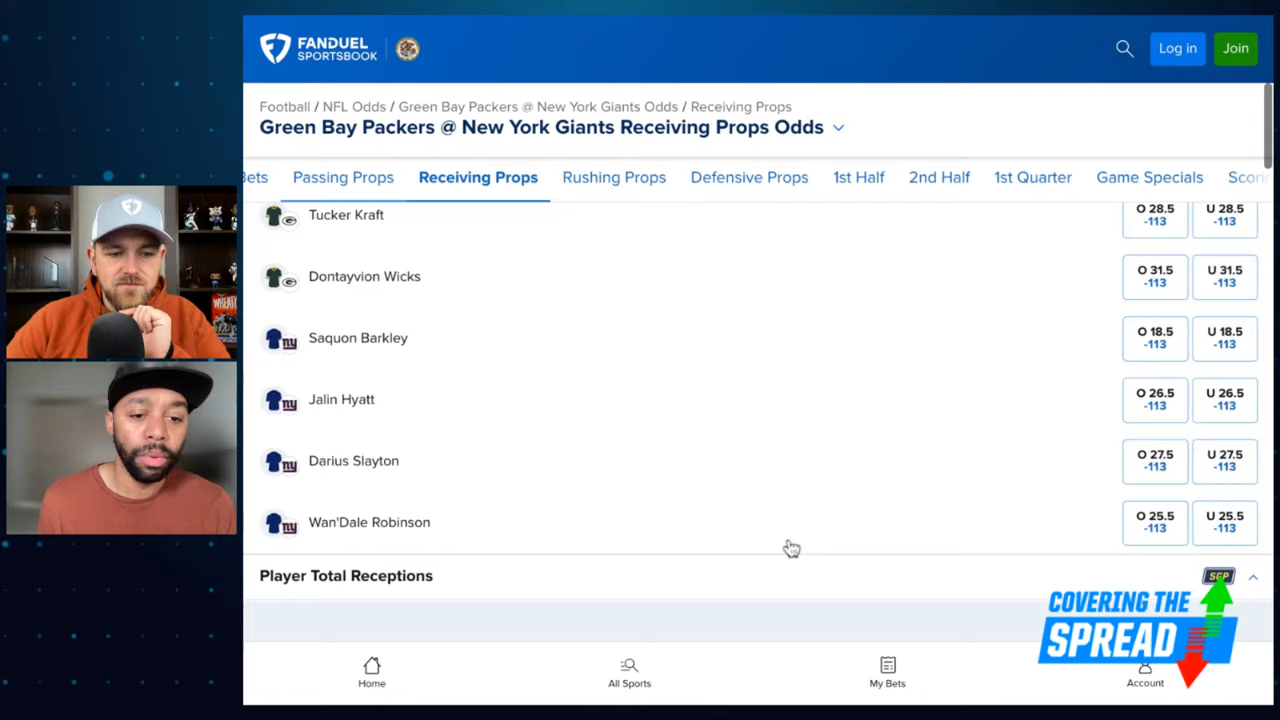 FANDUEL
SPORTSBOOK
Log in
Join
Football / NFL Odds / Green Bay Packers @ New York Giants Odds / Receiving Props
Green Bay Packers @ New York Giants Receiving Props Odds
Bets Passing Props Receiving Props Rushing Props Defensive Props 1st Half 2nd Half 1st Quarter Game Specials Scori
Tucker Kraft
O 28.5
-113
U 28.5
-113
Dontayvion Wicks
O 31.5
-113
U 31.5
-113
Saquon Barkley
O 18.5
-113
U 18.5
-113
Jalin Hyatt
O 26.5
-113
U 26.5
-113
Darius Slayton
O 27.5
-113
U 27.5
-113
Wan'Dale Robinson
O 25.5
-113
U 25.5
-113
Player Total Receptions
SGP
COVERING THE
SPREAD
Home
All Sports
My Bets
Account
WHEATIES